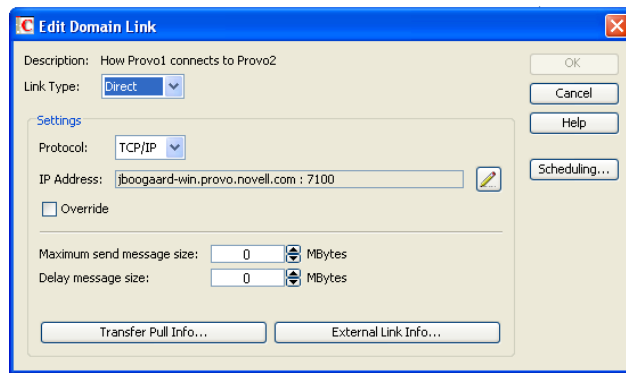 Edit Domain Link
Description: How Provo1 connects to Provo2
OK
Link Type: Direct
Cancel
Settings
Help
Protocol: TCP/IP
IP Address: jboogaard-win.provo.novell.com : 7100
Scheduling...
Override
Maximum send message size: 0 MBytes
Delay message size: 0 MBytes
Transfer Pull Info... External Link Info...